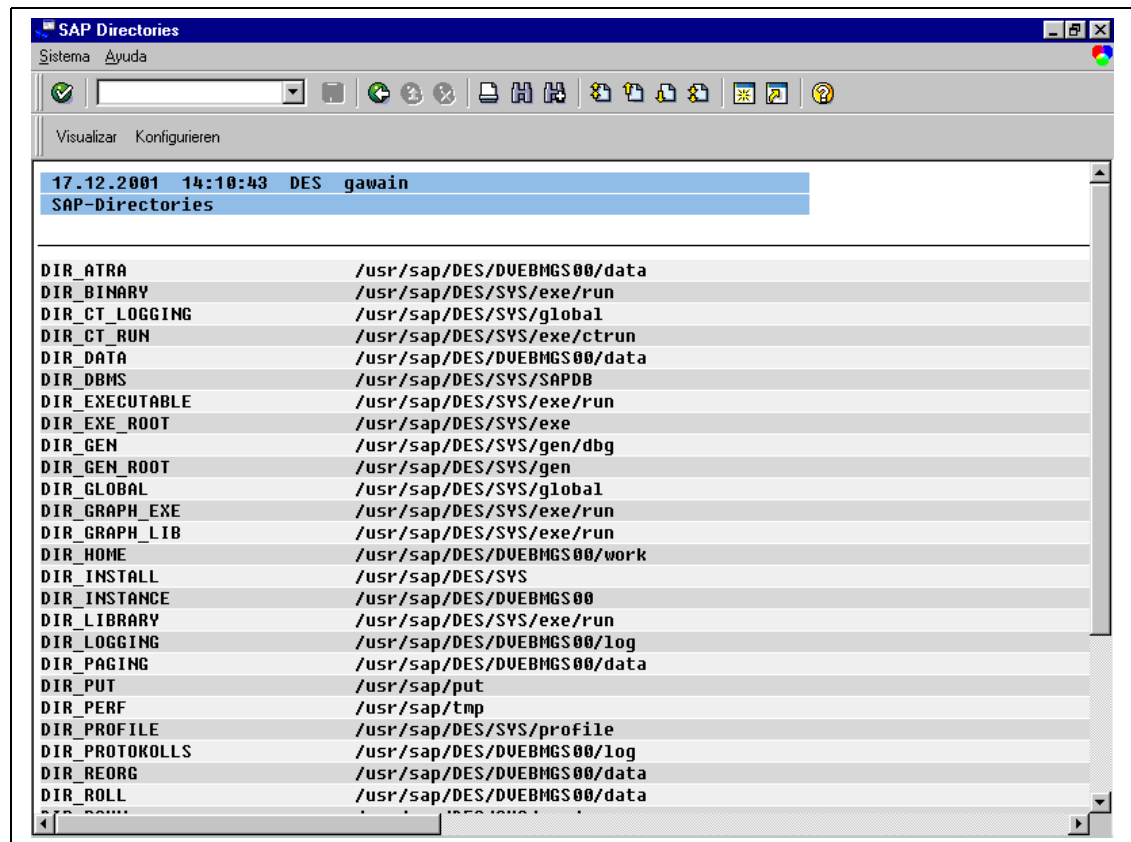 SAP Directories
Sistema Ayuda
Visualizar Konfigurieren
17.12.2001 14:10:43 DES gawain
SAP-Directories
DIR_ATRA /usr/sap/DES/DVEBMGS00/data
DIR_BINARY /usr/sap/DES/SYS/exe/run
DIR_CT_LOGGING /usr/sap/DES/SYS/global
DIR_CT_RUN /usr/sap/DES/SYS/exe/ctrun
DIR_DATA /usr/sap/DES/DVEBMGS00/data
DIR_DBMS /usr/sap/DES/SYS/SAPDB
DIR_EXECUTABLE /usr/sap/DES/SYS/exe/run
DIR_EXE_ROOT /usr/sap/DES/SYS/exe
DIR_GEN /usr/sap/DES/SYS/gen/dbg
DIR_GEN_ROOT /usr/sap/DES/SYS/gen
DIR_GLOBAL /usr/sap/DES/SYS/global
DIR_GRAPH_EXE /usr/sap/DES/SYS/exe/run
DIR_GRAPH_LIB /usr/sap/DES/SYS/exe/run
DIR_HOME /usr/sap/DES/DVEBMGS00/work
DIR_INSTALL /usr/sap/DES/SYS
DIR_INSTANCE /usr/sap/DES/DVEBMGS00
DIR_LIBRARY /usr/sap/DES/SYS/exe/run
DIR_LOGGING /usr/sap/DES/DVEBMGS00/log
DIR_PAGING /usr/sap/DES/DVEBMGS00/data
DIR_PUT /usr/sap/put
DIR_PERF /usr/sap/tmp
DIR_PROFILE /usr/sap/DES/SYS/profile
DIR_PROTOKOLLS /usr/sap/DES/DVEBMGS00/log
DIR_REORG /usr/sap/DES/DVEBMGS00/data
DIR_ROLL /usr/sap/DES/DVEBMGS00/data